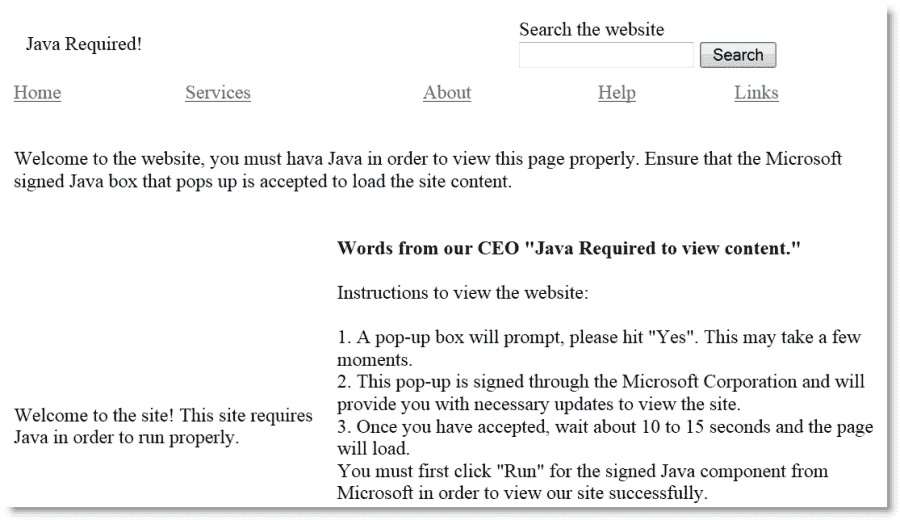 Search the website
Java Required!
Search
Home Services About Help Links
Welcome to the website, you must hava Java in order to view this page properly. Ensure that the Microsoft
signed Java box that pops up is accepted to load the site content.
Words from our CEO "Java Required to view content."
Instructions to view the website:
1. A pop-up box will prompt, please hit "Yes". This may take a few
moments.
2. This pop-up is signed through the Microsoft Corporation and will
provide you with necessary updates to view the site.
3. Once you have accepted, wait about 10 to 15 seconds and the page
will load.
You must first click "Run" for the signed Java component from
Microsoft in order to view our site successfully.
Welcome to the site! This site requires
Java in order to run properly.